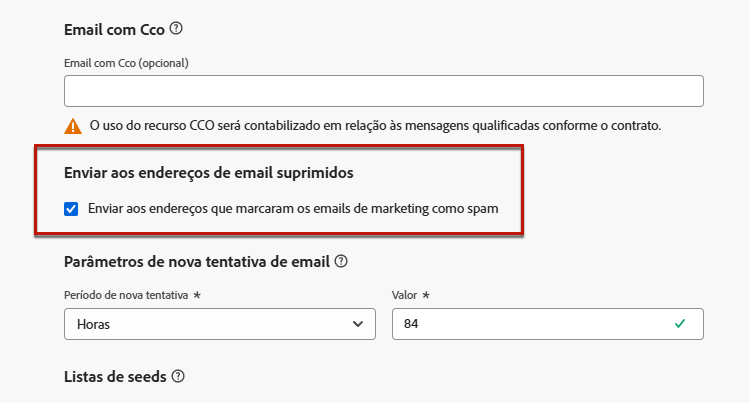 Email com Cco
Email com Cco (opcional)
O uso do recurso CCO será contabilizado em relação às mensagens qualificadas conforme o contrato.
Enviar aos endereços de email suprimidos
Enviar aos endereços que marcaram os emails de marketing como spam
Parâmetros de nova tentativa de email
Período de nova tentativa *
Valor *
Horas
84
Listas de seeds